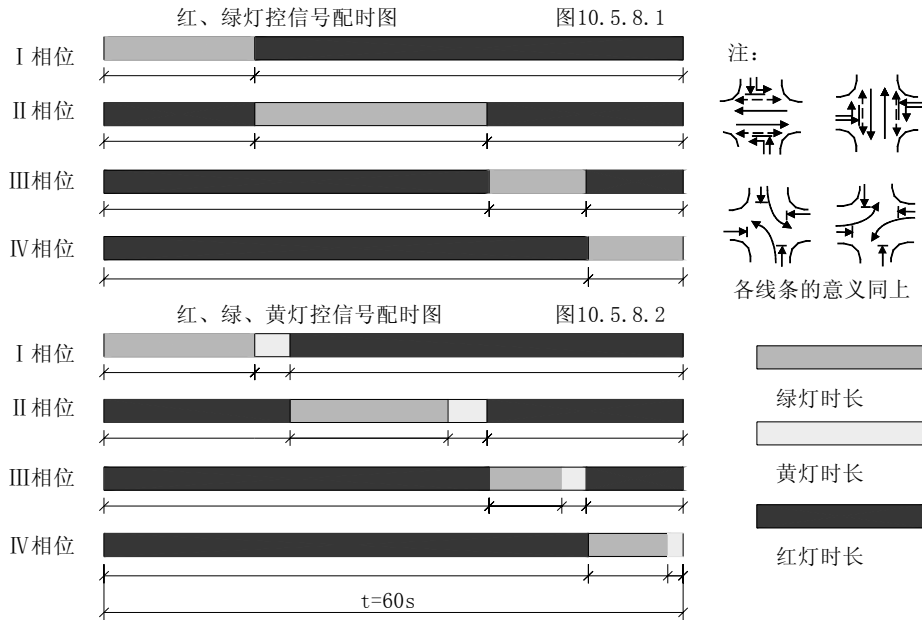 红、绿灯控信号配时图 图10.5.8.1
Ⅰ相位
Ⅱ相位
Ⅲ相位
Ⅳ相位
注:
各线条的意义同上
红、绿、黄灯控信号配时图 图10.5.8.2
Ⅰ相位
Ⅱ相位
Ⅲ相位
Ⅳ相位
t=60s
绿灯时长
黄灯时长
红灯时长